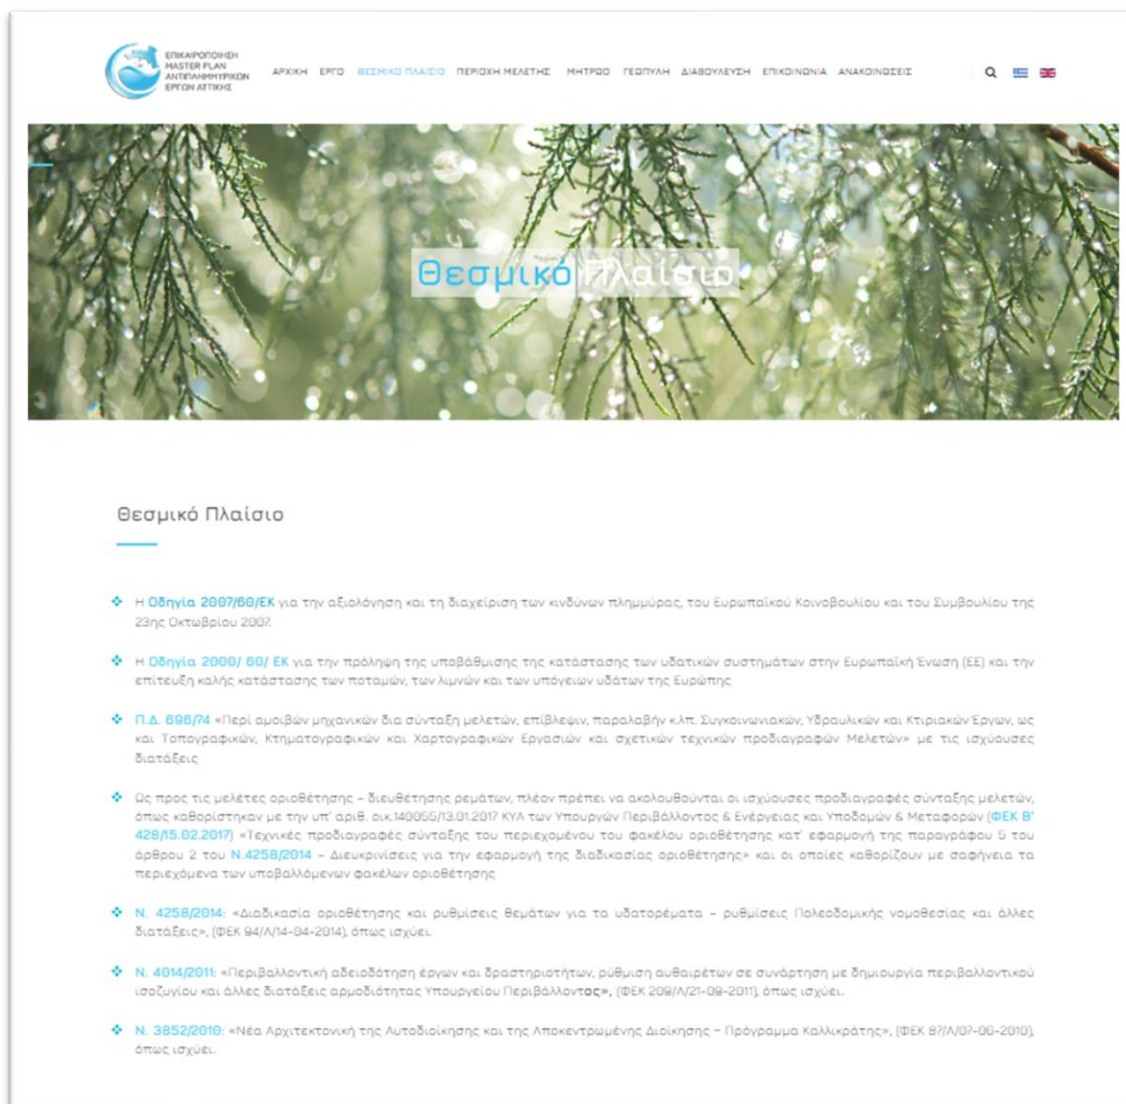 ΕΠΙΚΑΙΡΟΠΟΙΗΣΗ
MASTER PLAN
ΑΝΤΙΠΛΗΜΜΥΡΙΚΩΝ
ΕΡΓΩΝ ΑΤΤΙΚΗΣ
ΑΡΧΙΚΗ ΕΡΓΟ ΘΕΣΜΙΚΟ ΠΛΑΙΣΙΟ ΠΕΡΙΟΧΗ ΜΕΛΕΤΗΣ ΜΗΤΡΩΟ ΓΕΩΠΥΛΗ ΔΙΑΒΟΥΛΕΥΣΗ ΕΠΙΚΟΙΝΩΝΙΑ ΑΝΑΚΟΙΝΩΣΕΙΣ
Θεσμικό Πλαίσιο
Θεσμικό Πλαίσιο
Η Οδηγία 2007/60/ΕΚ για την αξιολόγηση και τη διαχείριση των κινδύνων πλημμύρας, του Ευρωπαϊκού Κοινοβουλίου και του Συμβουλίου της
23ης Οκτωβρίου 2007.
Η Οδηγία 2000/ 60/ ΕΚ για την πρόληψη της υποβάθμισης της κατάστασης των υδατικών συστημάτων στην Ευρωπαϊκή Ένωση (ΕΕ) και την
επίτευξη καλής κατάστασης των ποταμών, των λιμνών και των υπόγειων υδάτων της Ευρώπης
Π.Δ. 696/74 «Περί αμοιβών μηχανικών δια σύνταξη μελετών, επίβλεψιν, παραλαβήν κ.λπ. Συγκοινωνιακών, Υδραυλικών και Κτιριακών Έργων, ως
και Τοπογραφικών, Κτηματογραφικών και Χαρτογραφικών Εργασιών και σχετικών τεχνικών προδιαγραφών Μελετών» με τις ισχύουσες
διατάξεις
Ως προς τις μελέτες οριοθέτησης – διευθέτησης ρεμάτων, πλέον πρέπει να ακολουθούνται οι ισχύουσες προδιαγραφές σύνταξης μελετών,
όπως καθορίστηκαν με την υπ' αριθ. οικ.140055/13.01.2017 ΚΥΑ των Υπουργών Περιβάλλοντος & Ενέργειας και Υποδομών & Μεταφορών (ΦΕΚ Β'
428/15.02.2017) «Τεχνικές προδιαγραφές σύνταξης του περιεχομένου του φακέλου οριοθέτησης κατ' εφαρμογή της παραγράφου 5 του
άρθρου 2 του Ν.4258/2014 – Διευκρινίσεις για την εφαρμογή της διαδικασίας οριοθέτησης» και οι οποίες καθορίζουν με σαφήνεια τα
περιεχόμενα των υποβαλλόμενων φακέλων οριοθέτησης
Ν. 4258/2014: «Διαδικασία οριοθέτησης και ρυθμίσεις θεμάτων για τα υδατορέματα – ρυθμίσεις Πολεοδομικής νομοθεσίας και άλλες
διατάξεις», (ΦΕΚ 94/Α/14-04-2014), όπως ισχύει.
Ν. 4014/2011: «Περιβαλλοντική αδειοδότηση έργων και δραστηριοτήτων, ρύθμιση αυθαιρέτων σε συνάρτηση με δημιουργία περιβαλλοντικού
ισοζυγίου και άλλες διατάξεις αρμοδιότητας Υπουργείου Περιβάλλοντος», (ΦΕΚ 209/Α/21-09-2011), όπως ισχύει.
Ν. 3852/2010: «Νέα Αρχιτεκτονική της Αυτοδιοίκησης και της Αποκεντρωμένης Διοίκησης – Πρόγραμμα Καλλικράτης», (ΦΕΚ 87/Α/07-06-2010),
όπως ισχύει.